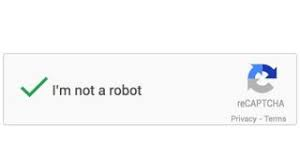 I'm not a robot
reCAPTCHA
Privacy - Terms